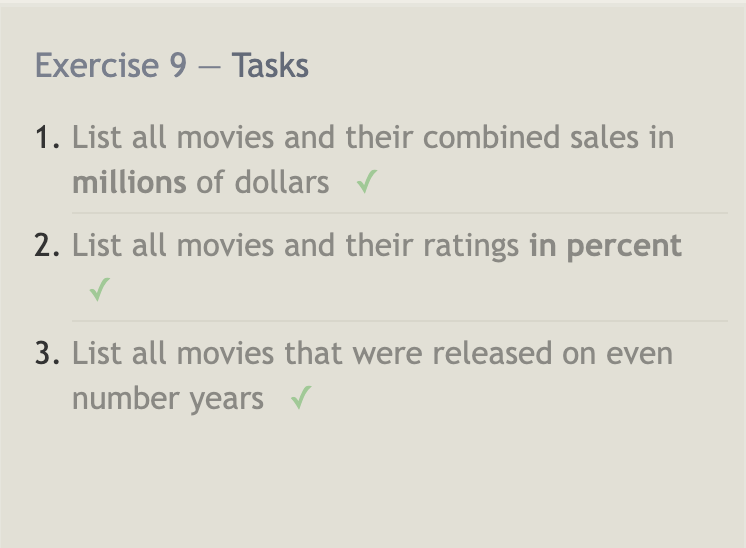 Exercise 9 — Tasks
1. List all movies and their combined sales in
millions of dollars ✓
2. List all movies and their ratings in percent
✓
3. List all movies that were released on even
number years ✓